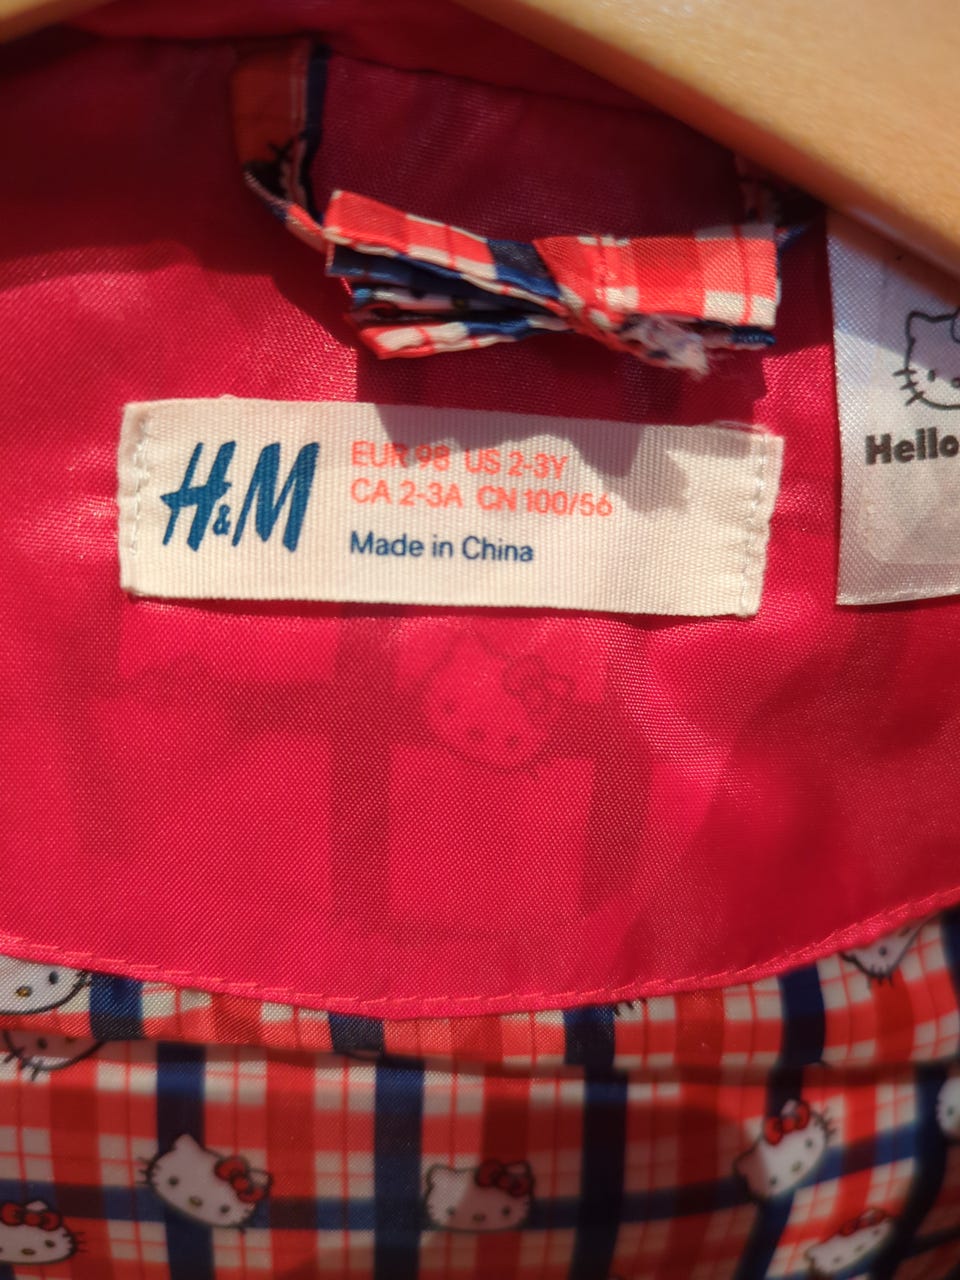 H&M
EUR 98 US 2-3Y
CA 2-3A CN 100/56
Made in China
Hello